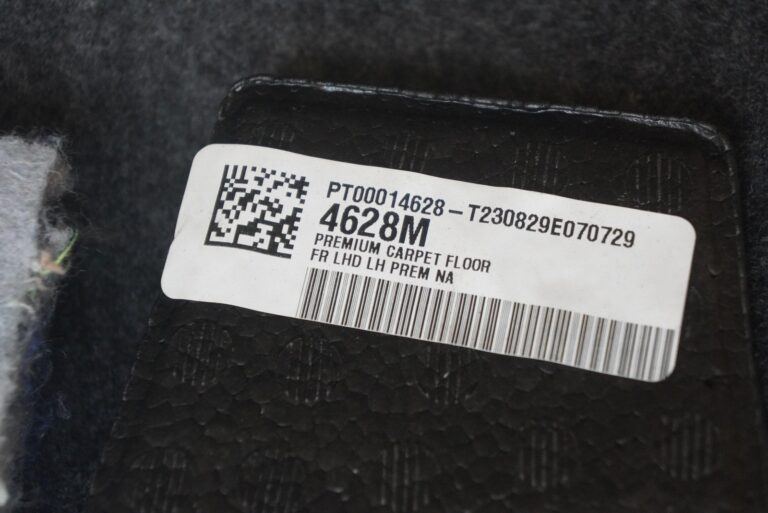 PT00014628-T230829E070729
4628M
PREMIUM CARPET FLOOR
FR LHD LH PREM NA